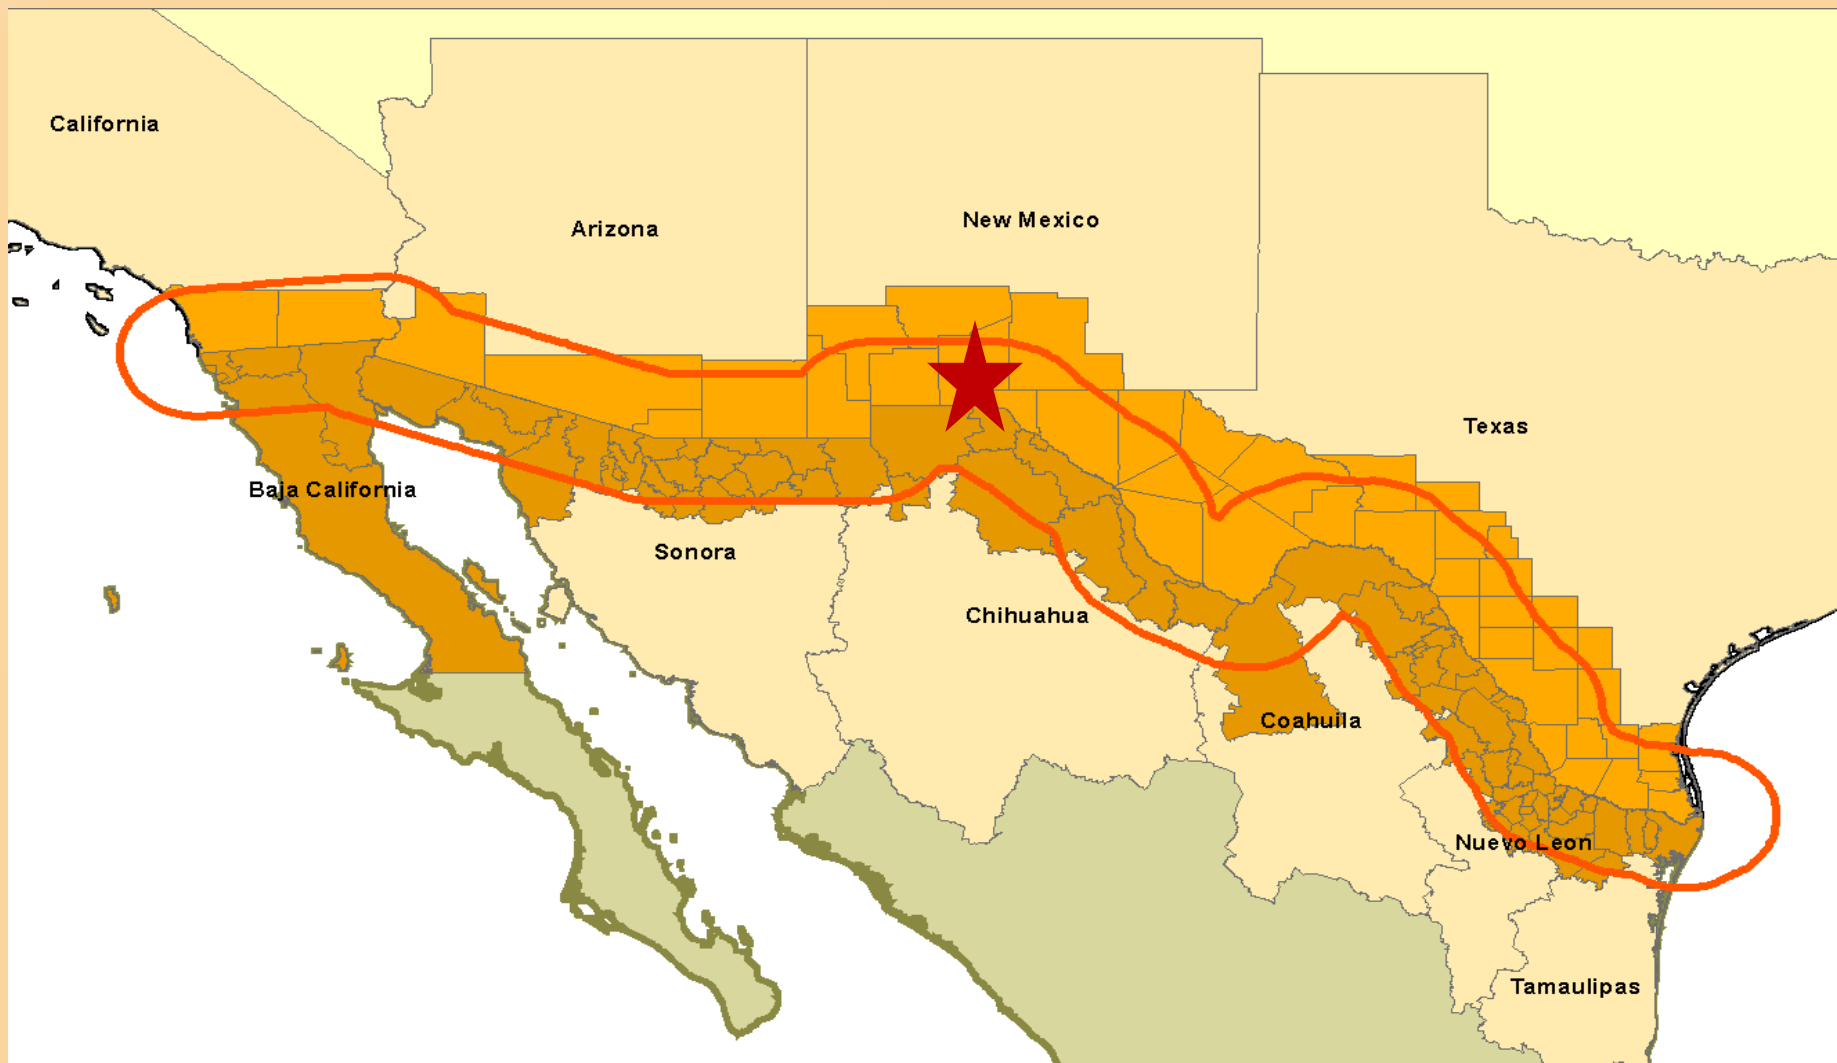 California
New Mexico
Arizona
Texas
Baja California
Sonora
Chihuahua
Coahuila
Nuevo Leon
Tamaulipas